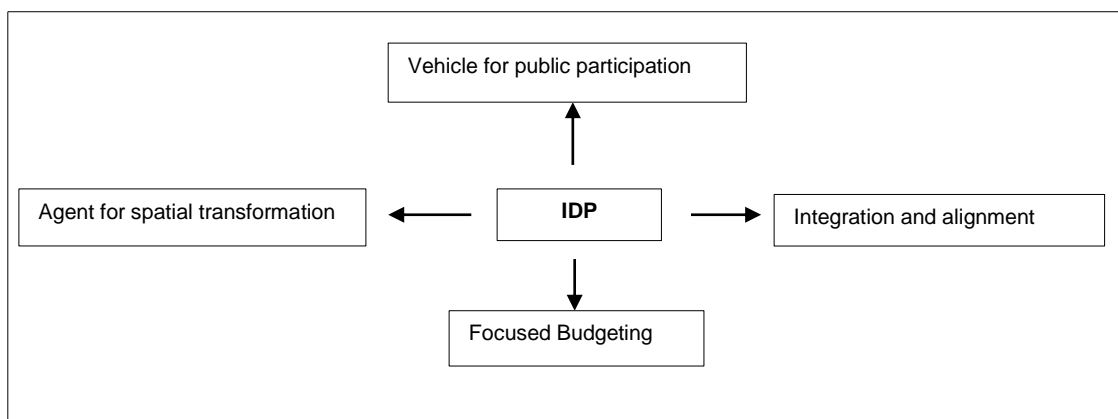 Vehicle for public participation
Agent for spatial transformation
IDP
Integration and alignment
Focused Budgeting